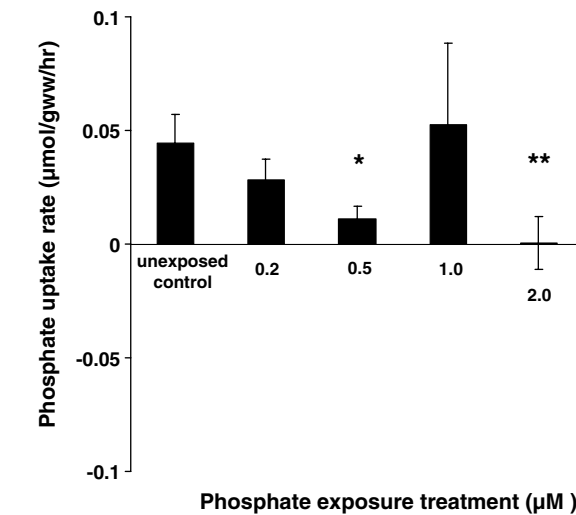 Phosphate uptake rate (µmol/gww/hr)
0.1
0.05
0
-0.05
-0.1
*
**
unexposed
control
0.2
0.5
1.0
2.0
Phosphate exposure treatment (µM )